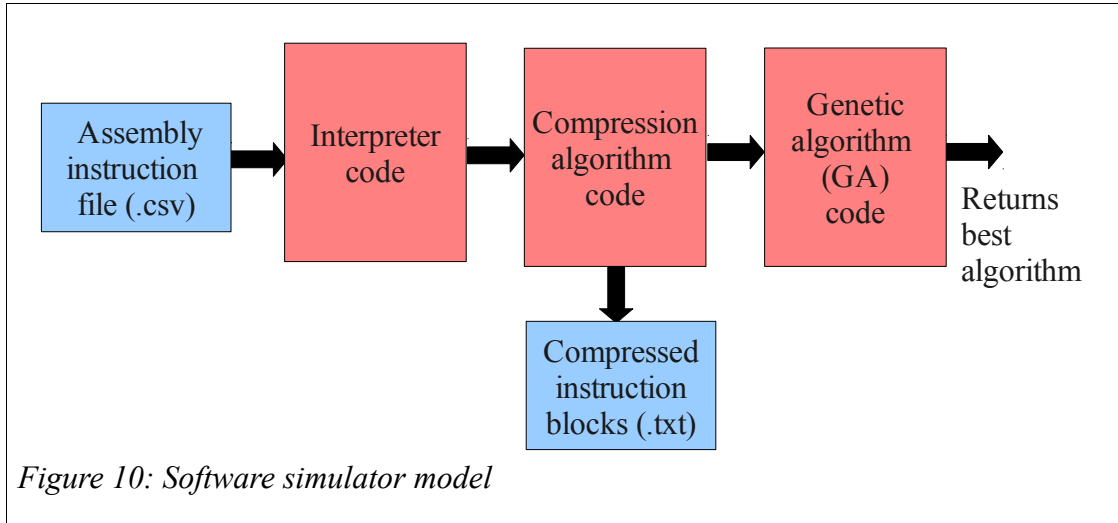 Assembly
instruction
file (.csv)
Interpreter
code
Compression
algorithm
code
Genetic
algorithm
(GA)
code
Returns
best
algorithm
Compressed
instruction
blocks (.txt)
Figure 10: Software simulator model